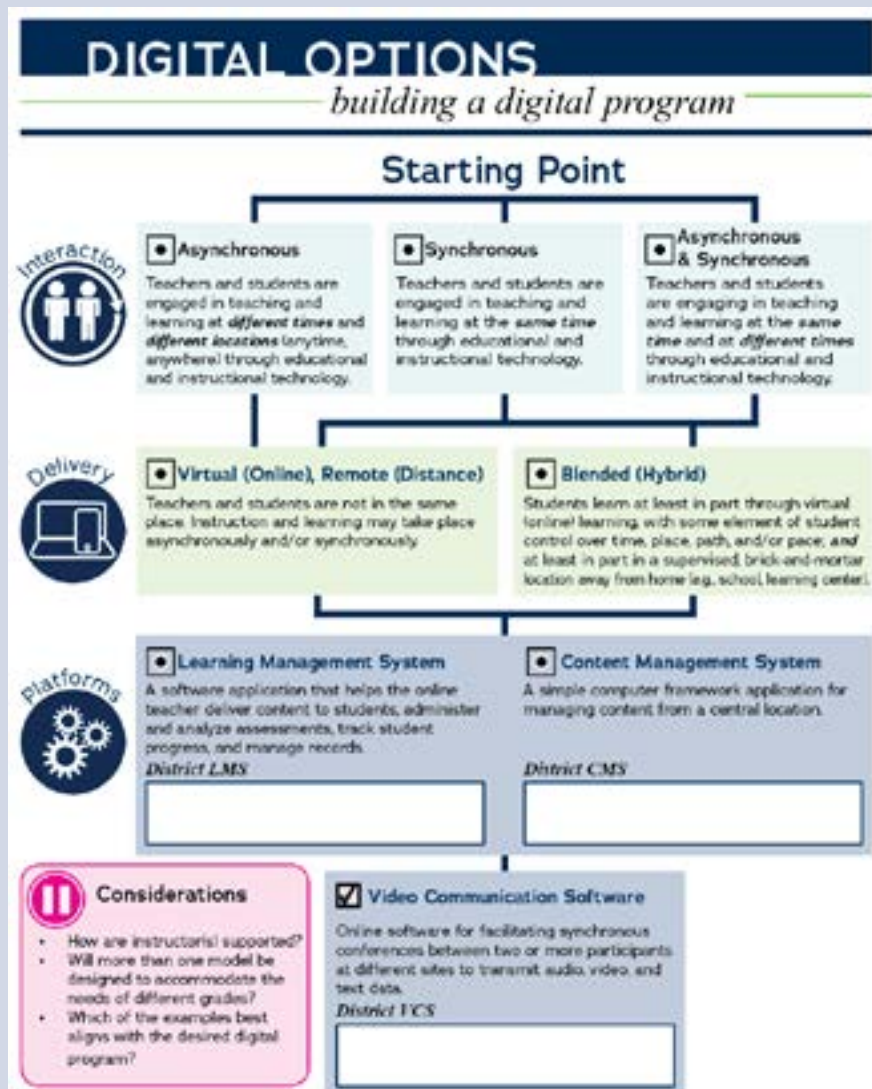 DIGITAL OPTIONS
building a digital program
Starting Point
Interaction
Asynchronous
Teachers and students are
engaged in teaching and
learning at different times and
different locations (anytime,
anywhere) through educational
and instructional technology.
Synchronous
Teachers and students are
engaged in teaching and
learning at the same time
through educational and
instructional technology.
Asynchronous
& Synchronous
Teachers and students
are engaging in teaching
and learning at the same
time and at different times
through educational and
instructional technology.
Delivery
Virtual (Online), Remote (Distance)
Teachers and students are not in the same
place. Instruction and learning may take place
asynchronously and/or synchronously.
Blended (Hybrid)
Students learn at least in part through virtual
(online) learning, with some element of student
control over time, place, path, and/or pace; and
at least in part in a supervised, brick-and-mortar
location away from home (eg., school, learning center).
Platforms
Learning Management System
A software application that helps the online
teacher deliver content to students, administer
and analyze assessments, track student
progress, and manage records.
District LMS
Content Management System
A simple computer framework application for
managing content from a central location.
District CMS
Considerations
• How are instructor(s) supported?
• Will more than one model be
designed to accommodate the
needs of different grades?
• Which of the examples best
aligns with the desired digital
program?
Video Communication Software
Online software for facilitating synchronous
conferences between two or more participants
at different sites to transmit audio, video, and
text data.
District VCS